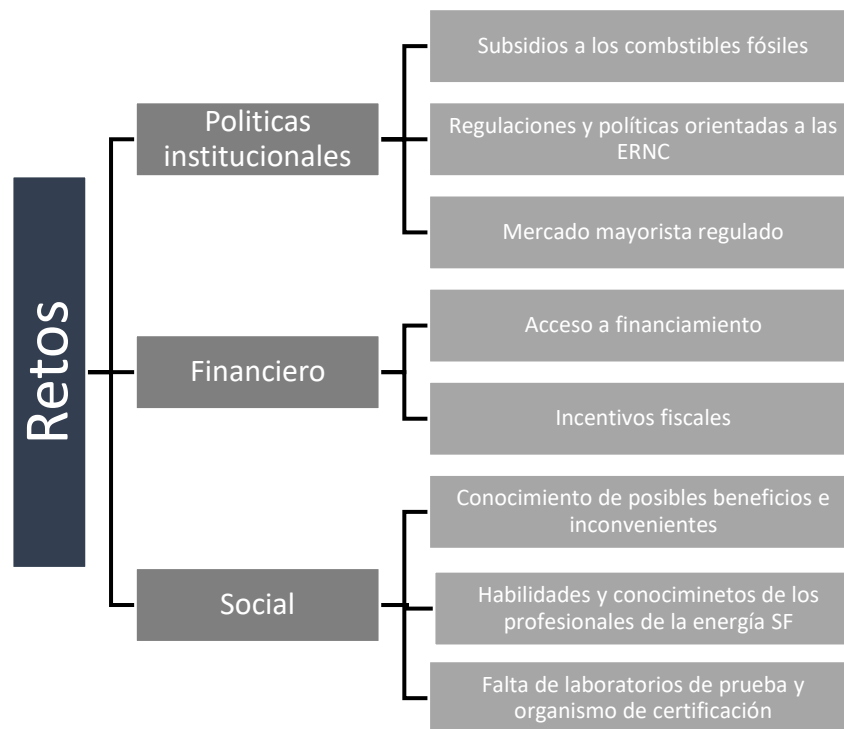 Retos
Politicas
institucionales
Subsidios a los combstibles fósiles
Regulaciones y políticas orientadas a las
ERNC
Mercado mayorista regulado
Financiero
Acceso a financiamiento
Incentivos fiscales
Social
Conocimiento de posibles beneficios e
inconvenientes
Habilidades y conociminetos de los
profesionales de la energía SF
Falta de laboratorios de prueba y
organismo de certificación